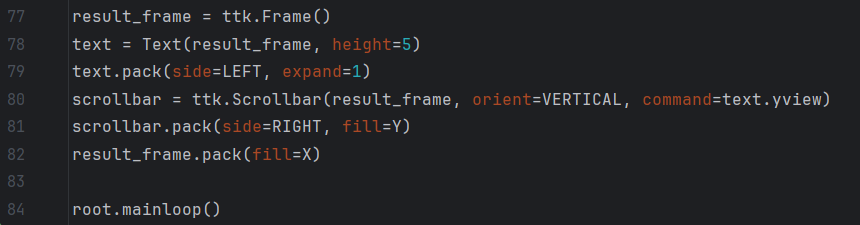 77 result_frame = ttk.Frame()
78 text = Text(result_frame, height=5)
79 text.pack(side=LEFT, expand=1)
80 scrollbar = ttk.Scrollbar(result_frame, orient=VERTICAL, command=text.yview)
81 scrollbar.pack(side=RIGHT, fill=Y)
82 result_frame.pack(fill=X)
83
84 root.mainloop()